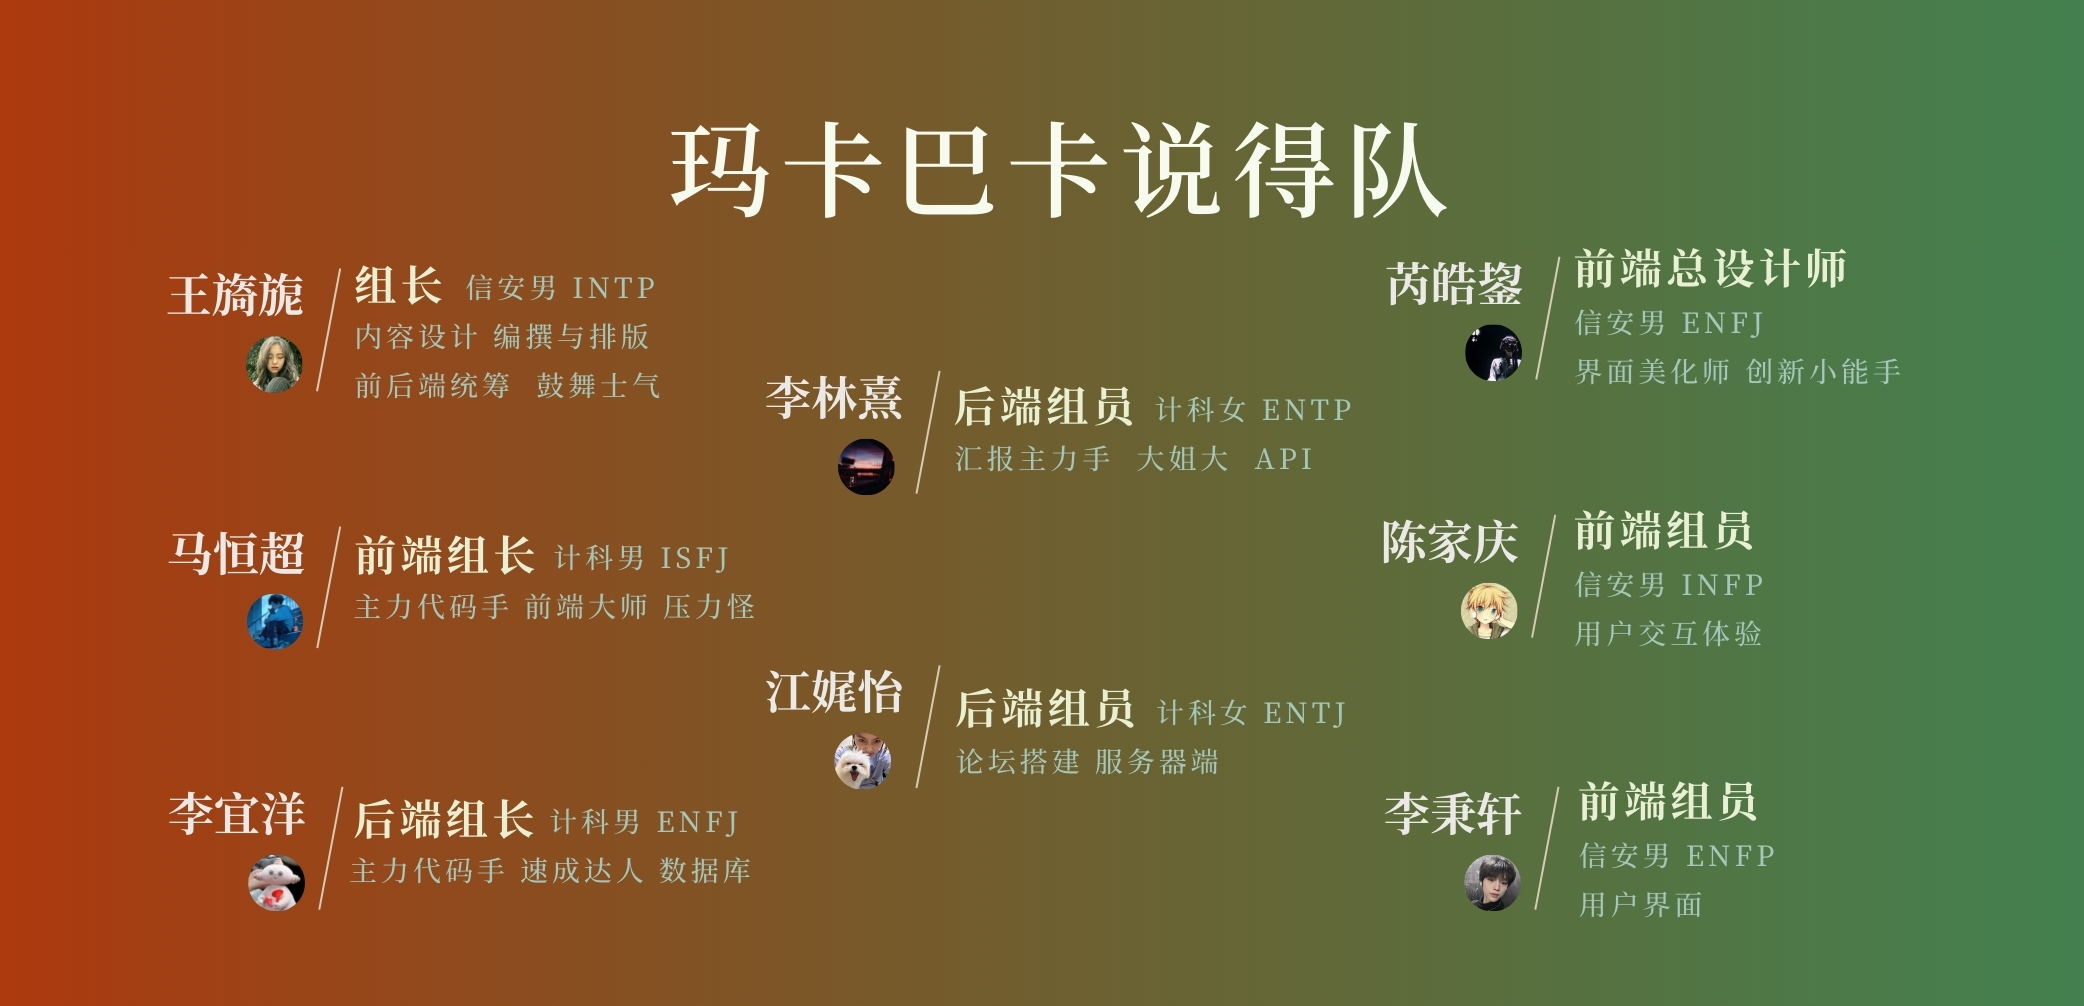 玛卡巴卡说得队
王旖旎
组长 信安男 INTP
内容设计 编撰与排版
前后端统筹 鼓舞士气
马恒超
前端组长 计科男 ISFJ
主力代码手 前端大师 压力怪
李宜洋
后端组长 计科男 ENFJ
主力代码手 速成达人 数据库
李林熹
后端组员 计科女 ENTP
汇报主力手 大姐大 API
江娓怡
后端组员 计科女 ENTJ
论坛搭建 服务器端
芮皓鋆
前端总设计师
信安男 ENFJ
界面美化师 创新小能手
陈家庆
前端组员
信安男 INFP
用户交互体验
李秉轩
前端组员
信安男 ENFP
用户界面